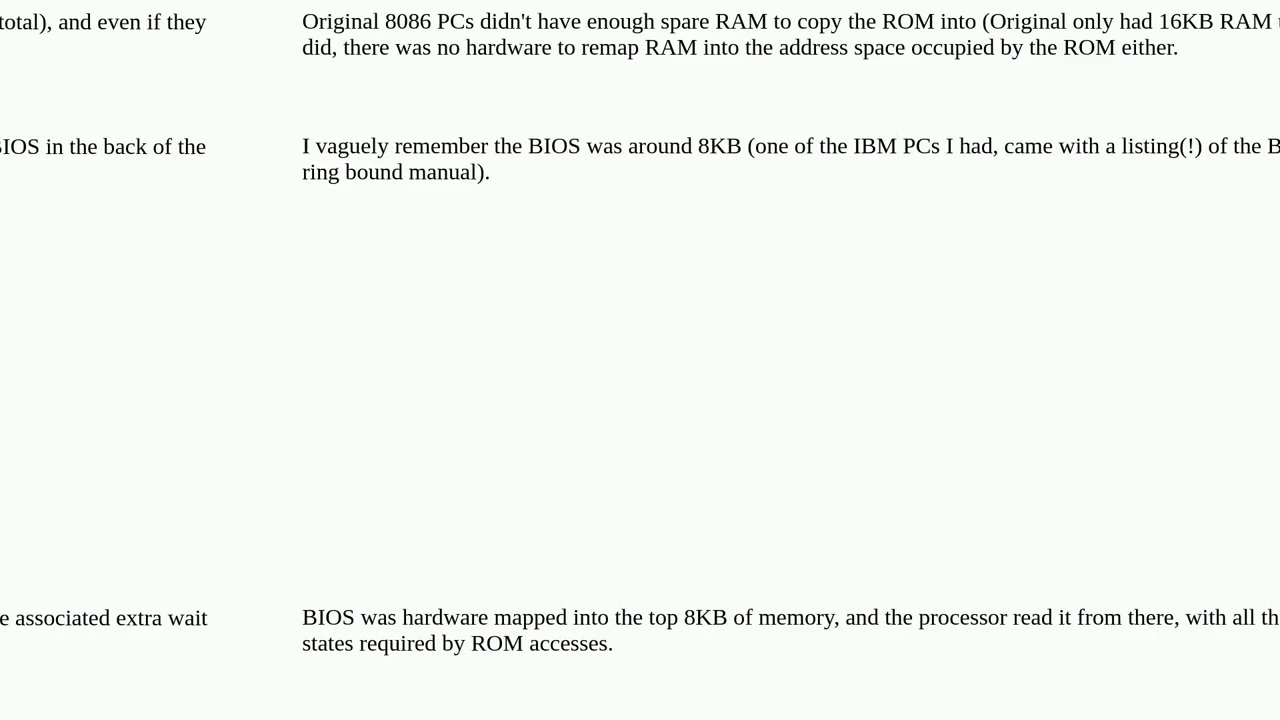 total), and even if they
Original 8086 PCs didn't have enough spare RAM to copy the ROM into (Original only had 16KB RAM
did, there was no hardware to remap RAM into the address space occupied by the ROM either.
BIOS in the back of the
I vaguely remember the BIOS was around 8KB (one of the IBM PCs I had, came with a listing(!) of the B
ring bound manual).
e associated extra wait
BIOS was hardware mapped into the top 8KB of memory, and the processor read it from there, with all th
states required by ROM accesses.